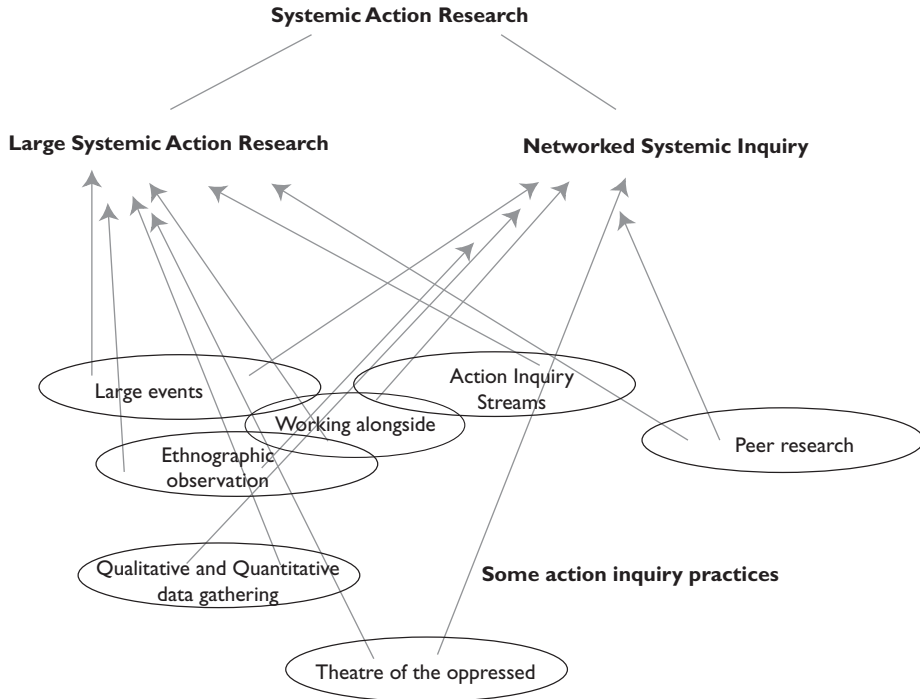 Systemic Action Research
Large Systemic Action Research
Networked Systemic Inquiry
Large events
Action Inquiry
Streams
Working alongside
Ethnographic
observation
Peer research
Qualitative and Quantitative
data gathering
Some action inquiry practices
Theatre of the oppressed